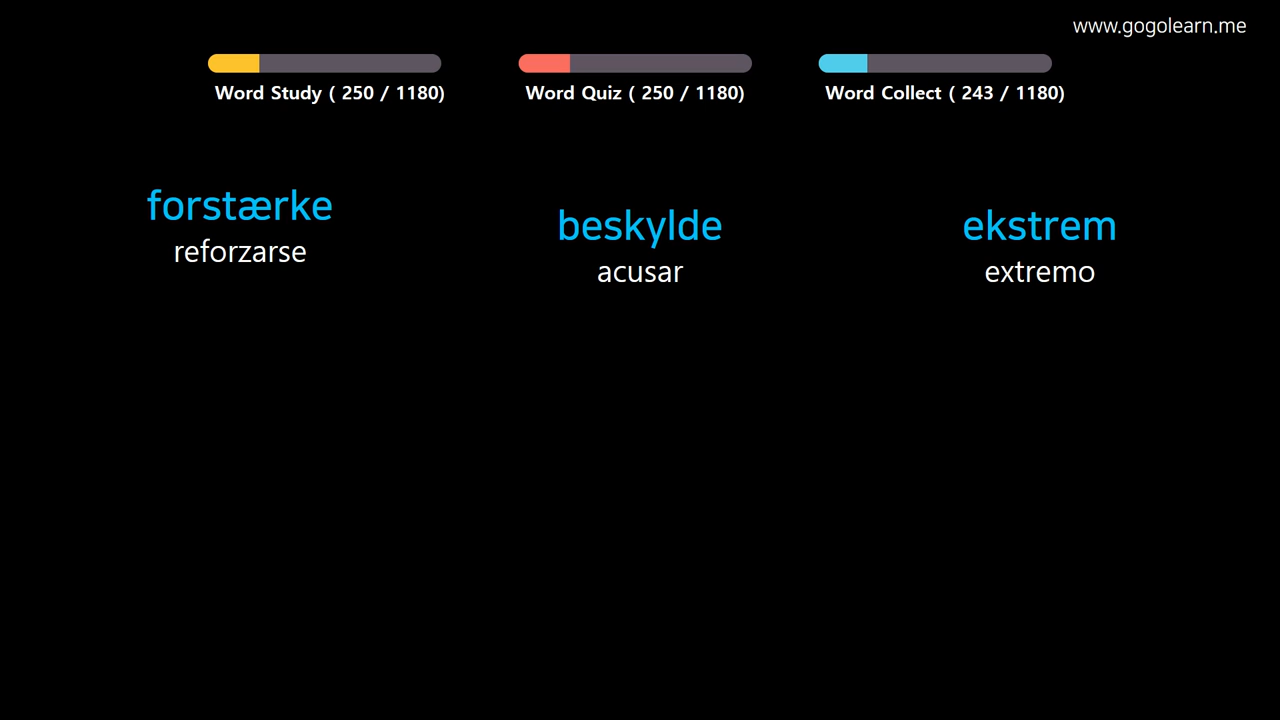 www.gogolearn.me
Word Study ( 250 / 1180)
Word Quiz ( 250 / 1180)
Word Collect ( 243 / 1180)
forstærke
reforzarse
beskylde
acusar
ekstrem
extremo